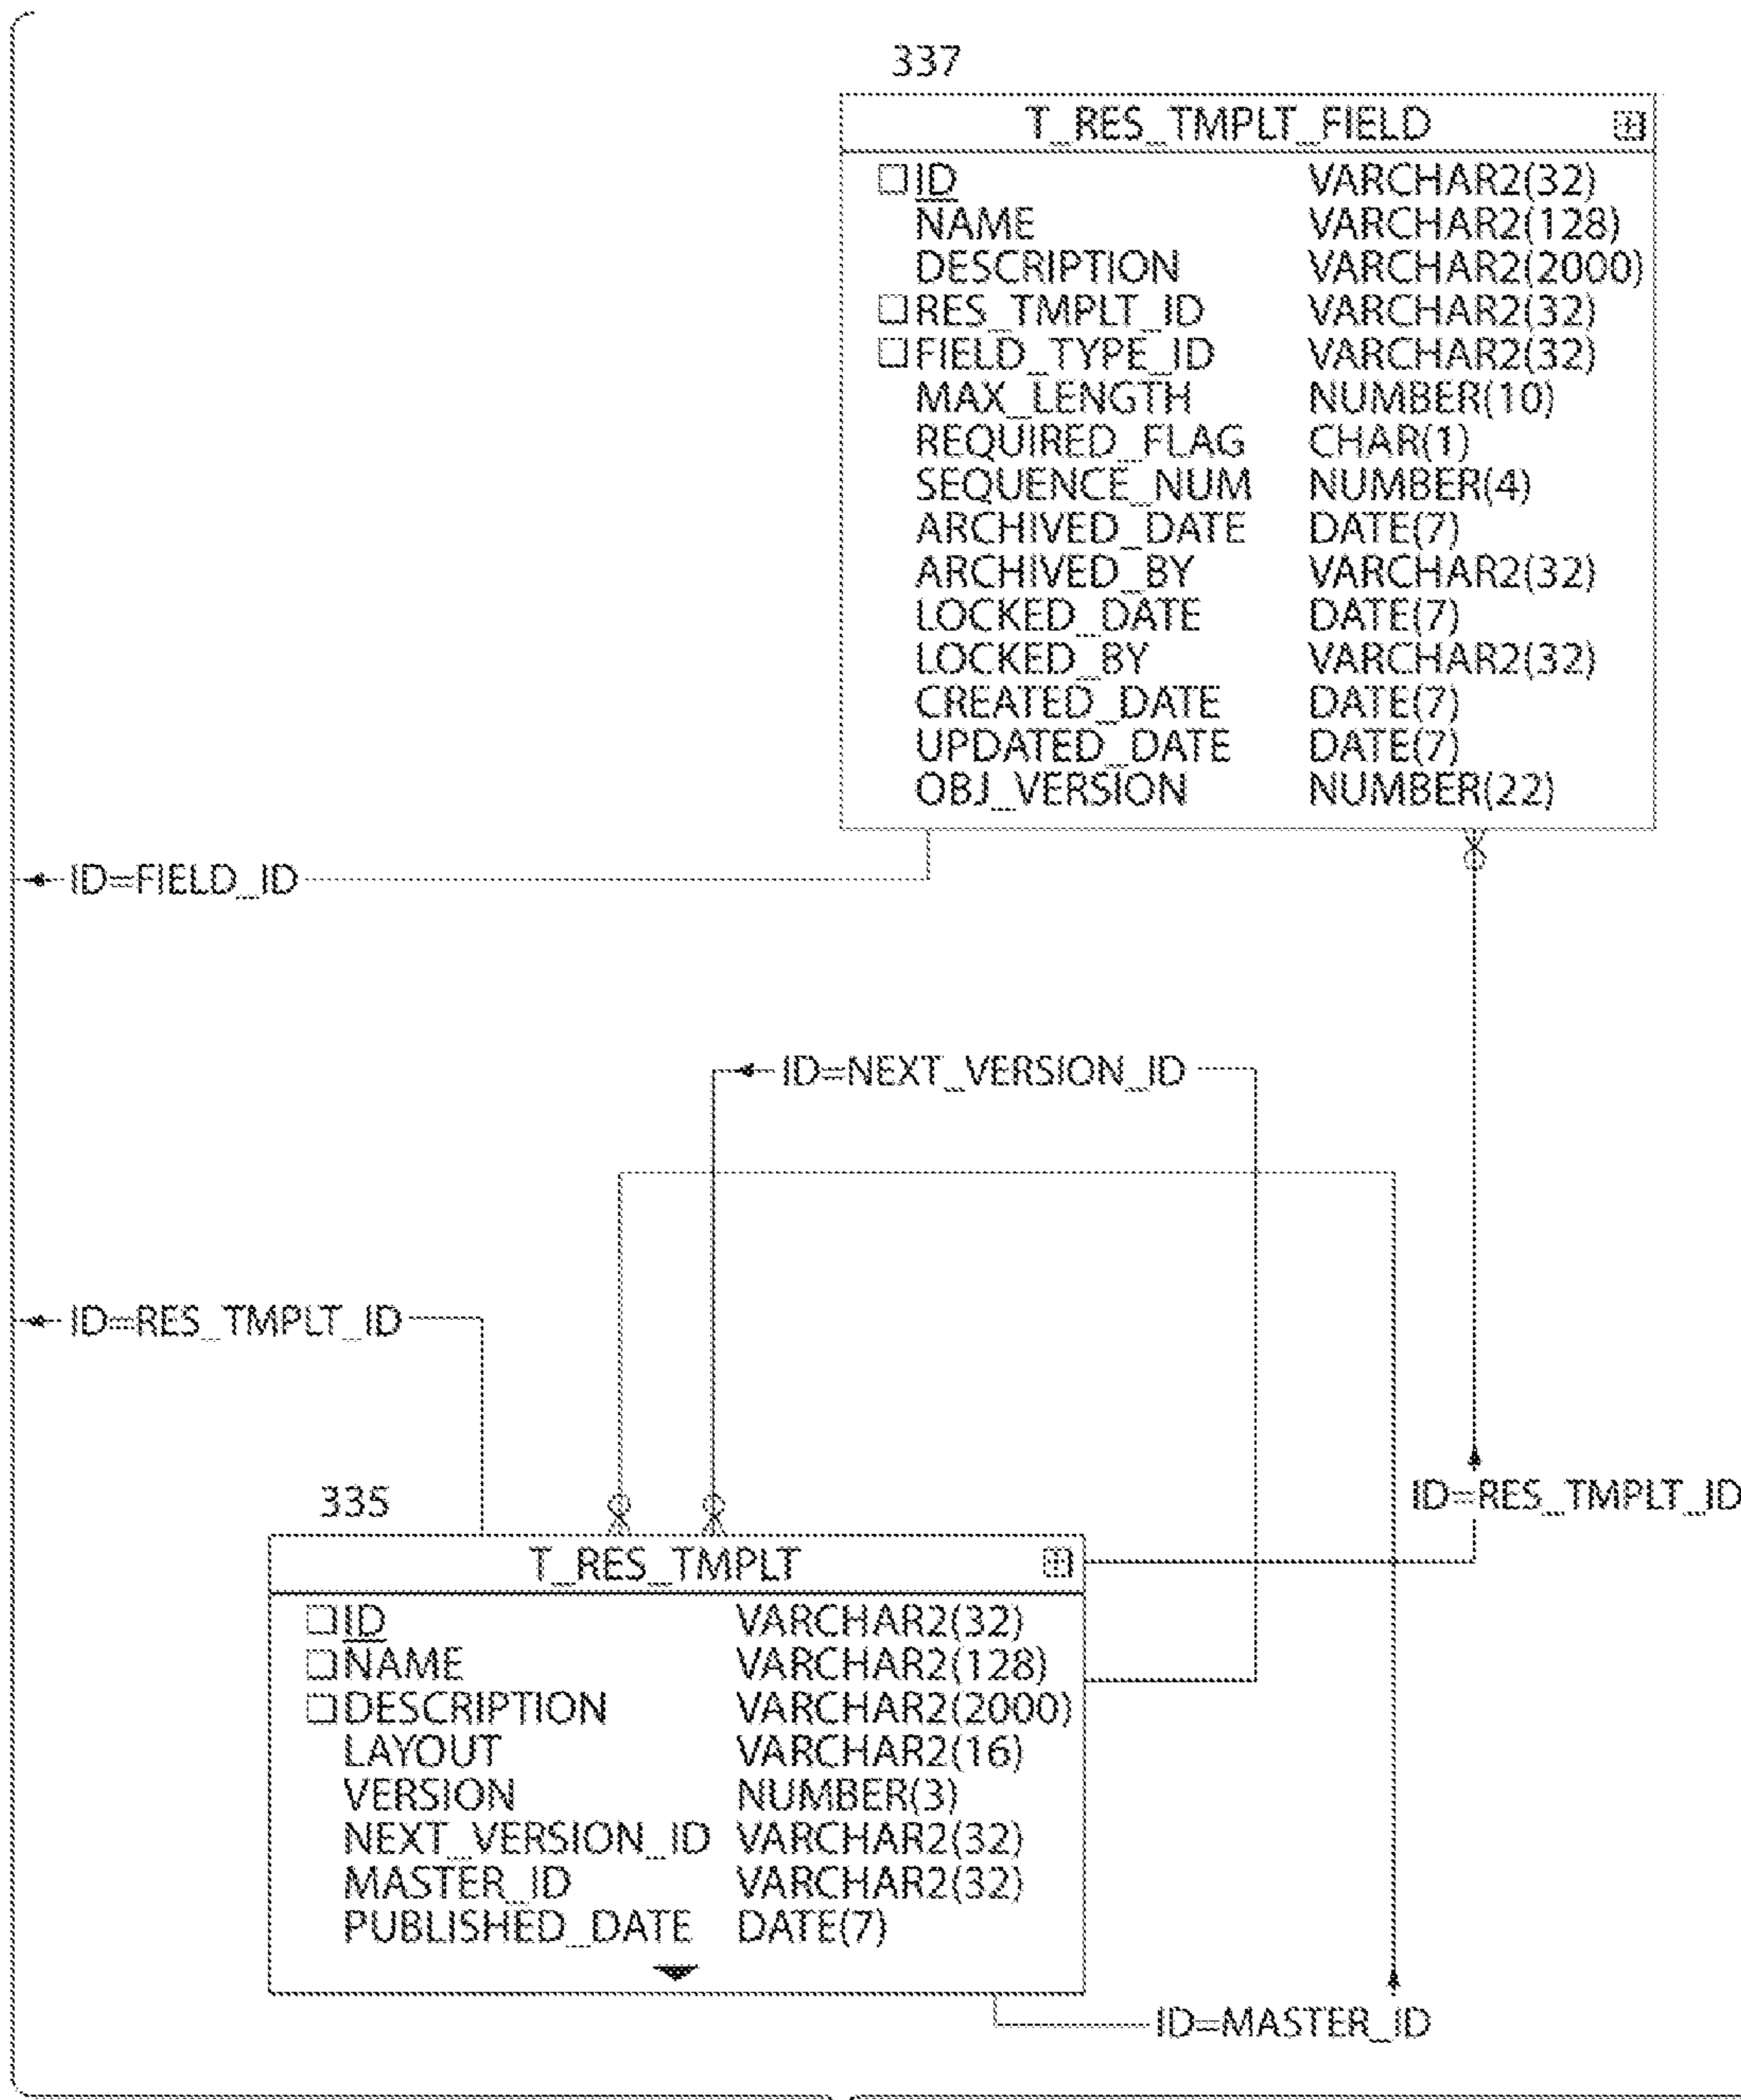 337
T_RES_TMPLT_FIELD
ID VARCHAR2(32)
NAME VARCHAR2(128)
DESCRIPTION VARCHAR2(2000)
RES_TMPLT_ID VARCHAR2(32)
FIELD_TYPE_ID VARCHAR2(32)
MAX_LENGTH NUMBER(10)
REQUIRED_FLAG CHAR(1)
SEQUENCE_NUM NUMBER(4)
ARCHIVED_DATE DATE(7)
ARCHIVED_BY VARCHAR2(32)
LOCKED_DATE DATE(7)
LOCKED_BY VARCHAR2(32)
CREATED_DATE DATE(7)
UPDATED_DATE DATE(7)
OBJ_VERSION NUMBER(22)
ID=FIELD_ID
ID=NEXT_VERSION_ID
ID=RES_TMPLT_ID
ID=RES_TMPLT_ID
335
T_RES_TMPLT
ID VARCHAR2(32)
NAME VARCHAR2(128)
DESCRIPTION VARCHAR2(2000)
LAYOUT VARCHAR2(16)
VERSION NUMBER(3)
NEXT_VERSION_ID VARCHAR2(32)
MASTER_ID VARCHAR2(32)
PUBLISHED_DATE DATE(7)
ID=MASTER_ID